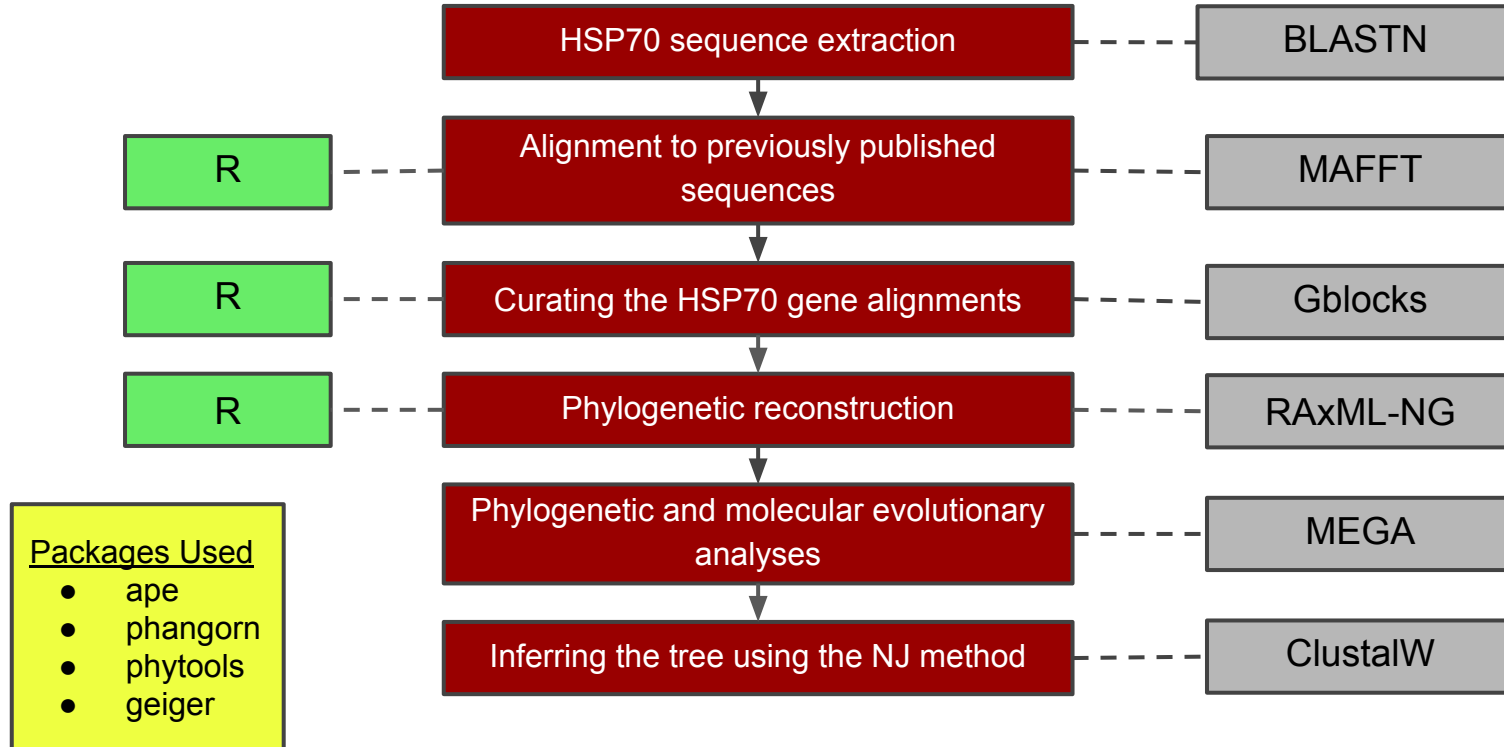 HSP70 sequence extraction
BLASTN
R
Alignment to previously published
sequences
MAFFT
R
Curating the HSP70 gene alignments
Gblocks
R
Phylogenetic reconstruction
RAxML-NG
Phylogenetic and molecular evolutionary
analyses
MEGA
Inferring the tree using the NJ method
ClustalW
Packages Used
● ape
● phangorn
● phytools
● geiger